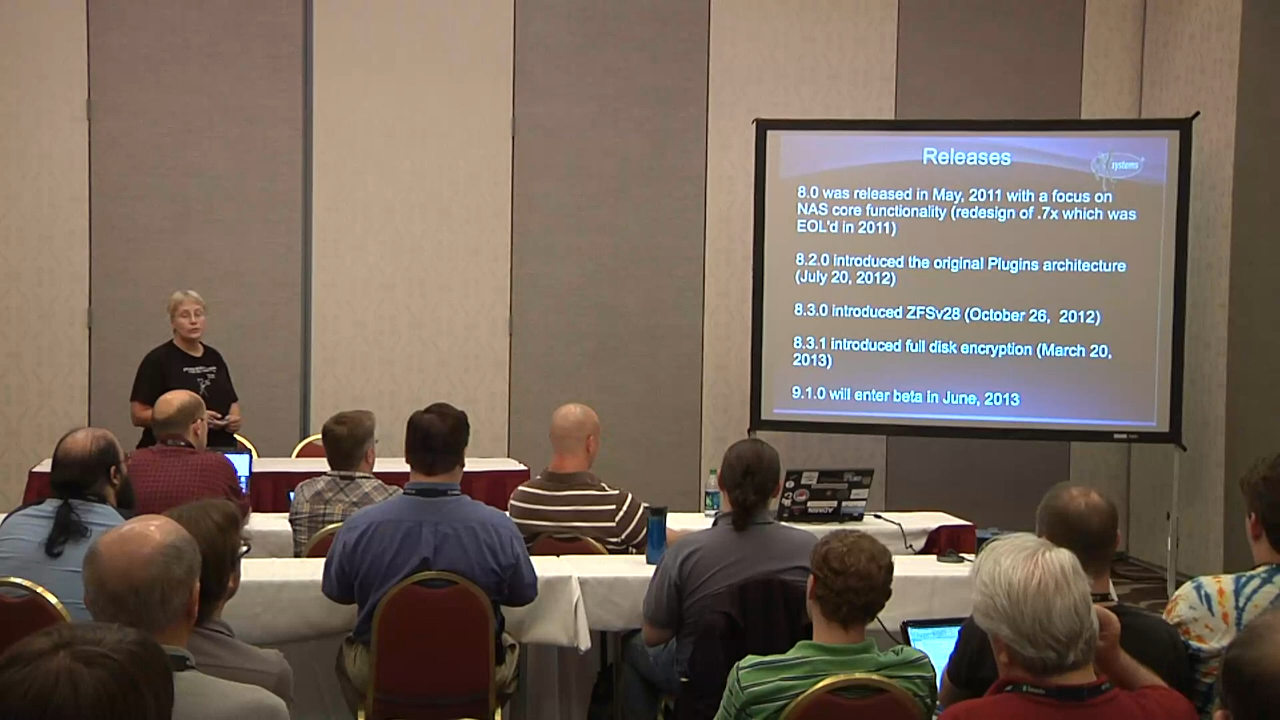 Releases
systems
8.0 was released in May, 2011 with a focus on
NAS core functionality (redesign of .7x which was
EOL'd in 2011)
8.2.0 introduced the original Plugins architecture
(July 20, 2012)
8.3.0 introduced ZFSv28 (October 26, 2012)
8.3.1 introduced full disk encryption (March 20,
2013)
9.1.0 will enter beta in June, 2013